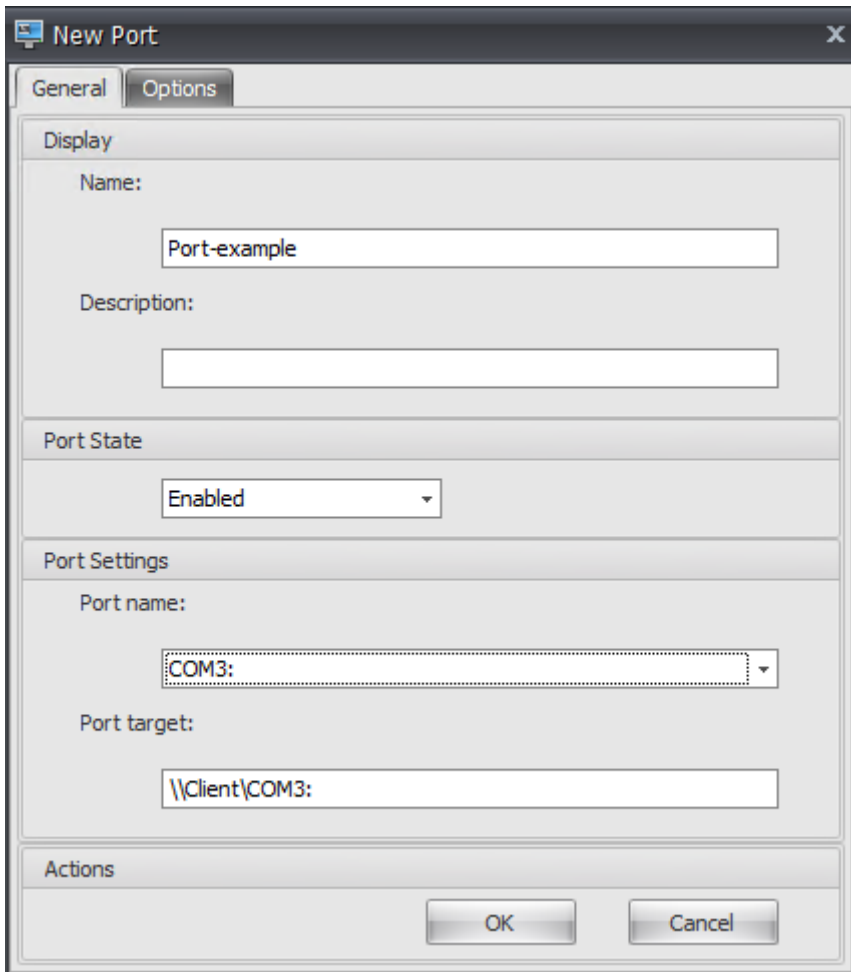 New Port
General Options
Display
Name:
Port-example
Description:
Port State
Enabled
Port Settings
Port name:
COM3:
Port target:
\\Client\COM3:
Actions
OK Cancel